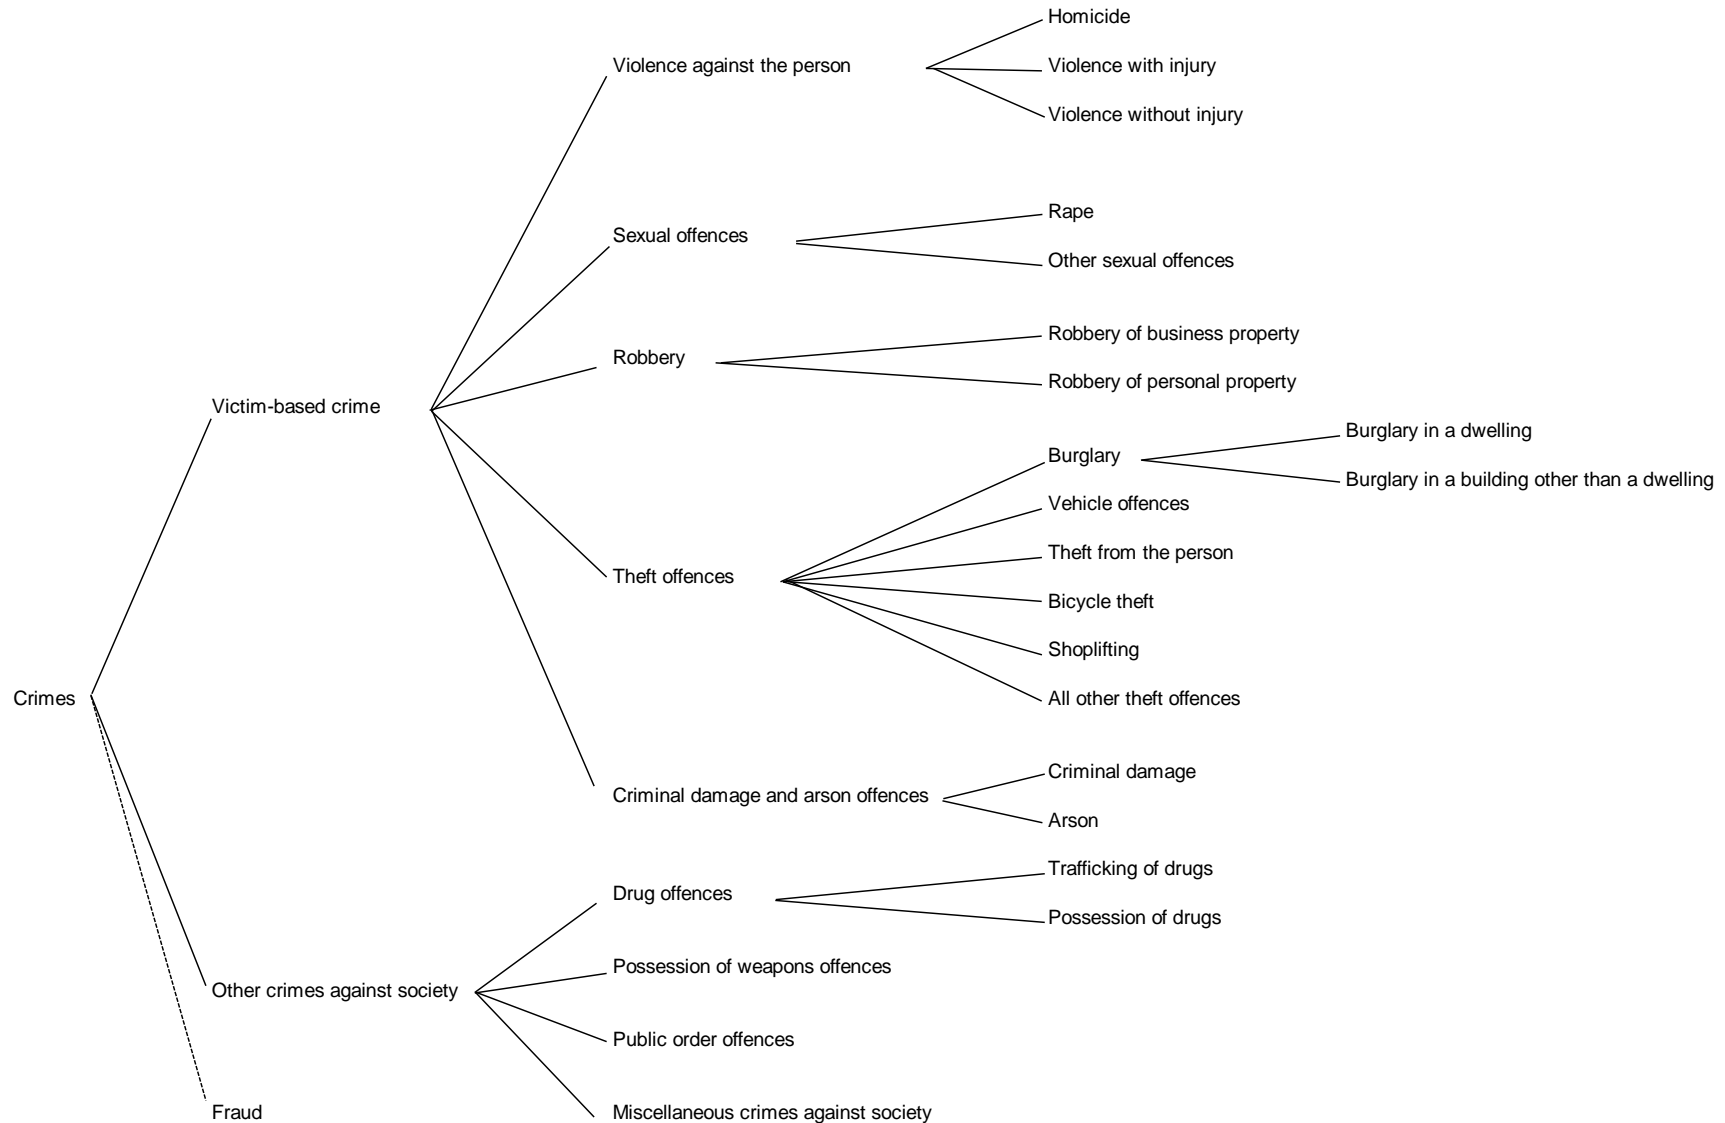 Homicide
Violence against the person
Violence with injury
Violence without injury
Rape
Sexual offences
Other sexual offences
Robbery of business property
Robbery
Robbery of personal property
Victim-based crime
Burglary in a dwelling
Burglary
Burglary in a building other than a dwelling
Vehicle offences
Theft from the person
Theft offences
Bicycle theft
Shoplifting
Crimes
All other theft offences
Criminal damage
Criminal damage and arson offences
Arson
Trafficking of drugs
Drug offences
Possession of drugs
Possession of weapons offences
Other crimes against society
Public order offences
Fraud
Miscellaneous crimes against society